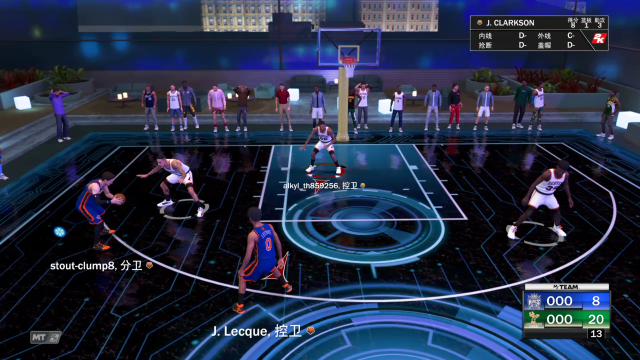 J. CLARKSON
得分 篮板 助攻
8 1 3
内线 D- 外线 C-
抢断 D- 盖帽 D-
2K
alkyl_th859256, 控卫
0
stout-clump8, 分卫
J. Lecque, 控卫
MT
TEAM
000 8
000 20
13